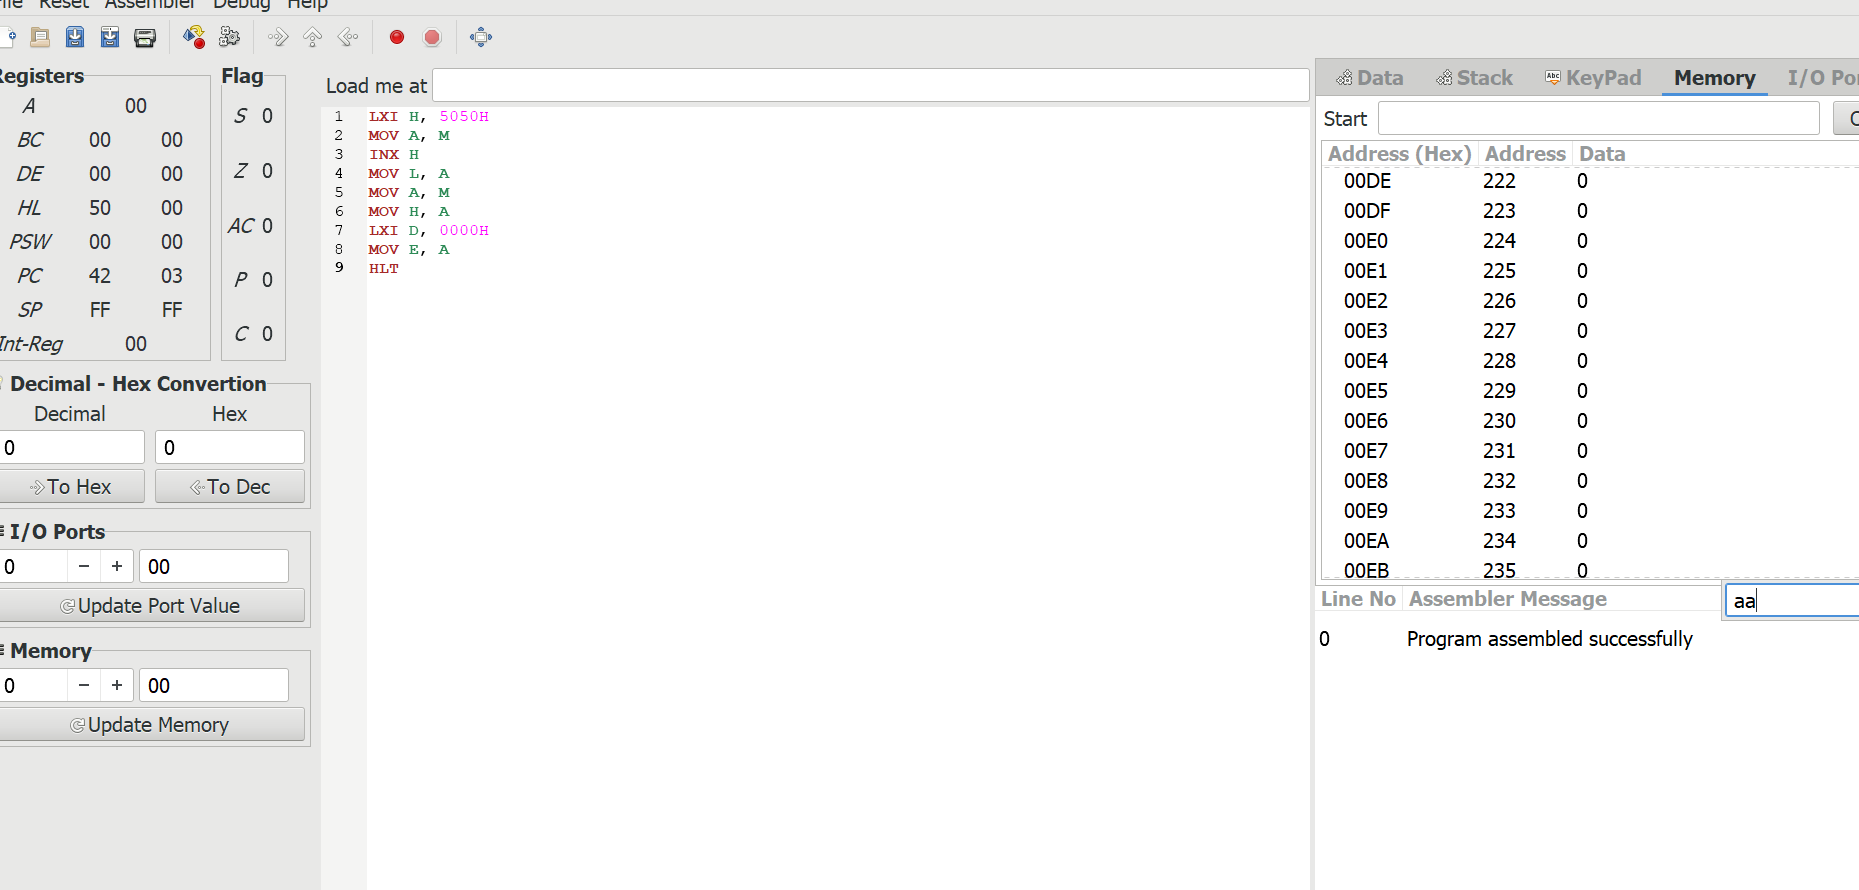 File Reset Assembler Debug Help
Registers
A 00
BC 00 00
DE 00 00
HL 50 00
PSW 00 00
PC 42 03
SP FF FF
Int-Reg 00
Flag
S 0
Z 0
AC 0
P 0
C 0
Decimal - Hex Convertion
Decimal Hex
0 0
To Hex To Dec
I/O Ports
0 − + 00
Update Port Value
Memory
0 − + 00
Update Memory
Load me at
1 LXI H, 5050H
2 MOV A, M
3 INX H
4 MOV L, A
5 MOV A, M
6 MOV H, A
7 LXI D, 0000H
8 MOV E, A
9 HLT
Data Stack Abc KeyPad Memory I/O Por
Start
Address (Hex) Address Data
00DE 222 0
00DF 223 0
00E0 224 0
00E1 225 0
00E2 226 0
00E3 227 0
00E4 228 0
00E5 229 0
00E6 230 0
00E7 231 0
00E8 232 0
00E9 233 0
00EA 234 0
00EB 235 0
Line No Assembler Message
aa
0 Program assembled successfully